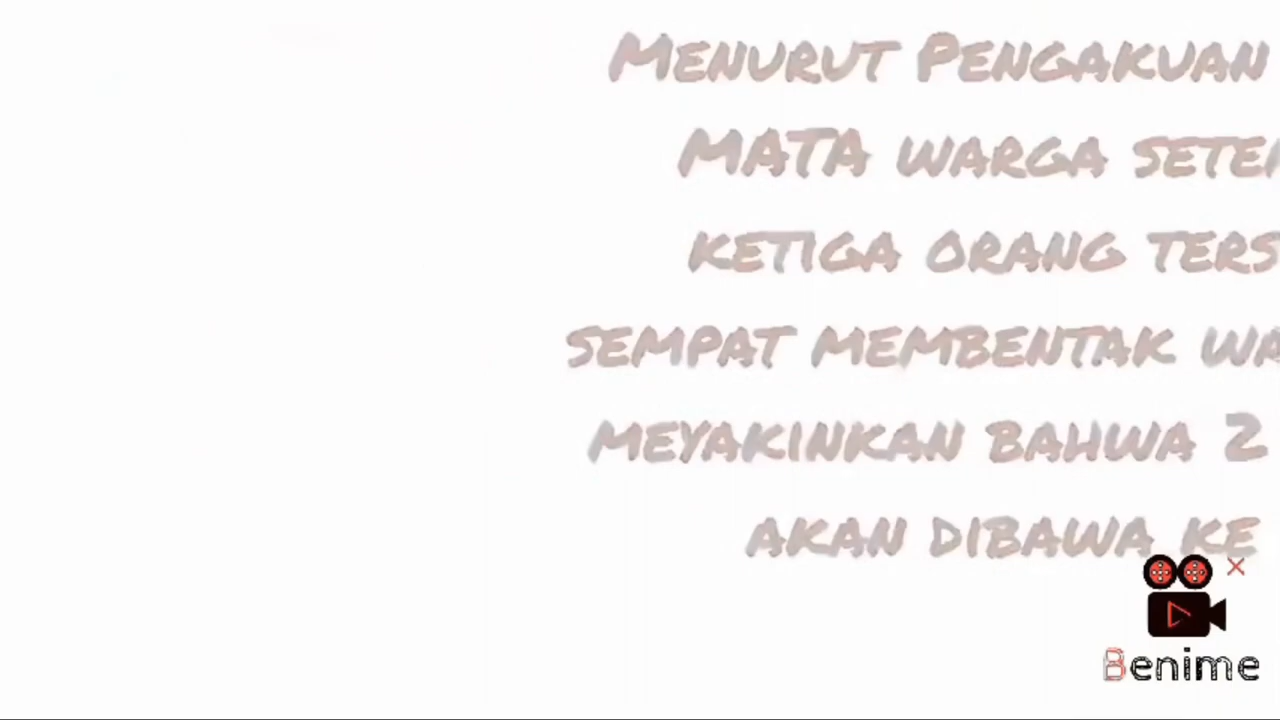 MENURUT PENGAKUAN
MATA WARGA
KETIGA ORANG
SEMPAT MEMBENTAK
MEYAKINKAN BAHWA 2
AKAN DIBAWA KE
Benime